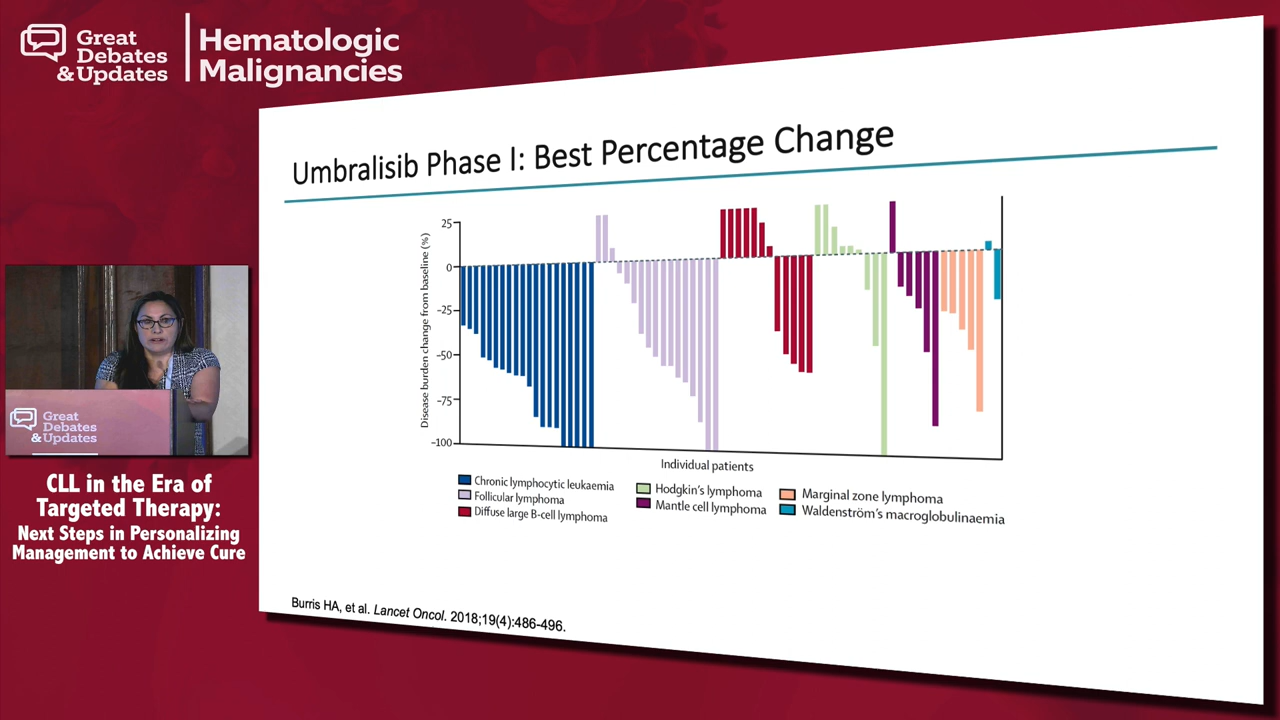 Great
Debates
& Updates
Hematologic
Malignancies
Umbralisib Phase I: Best Percentage Change
Disease burden change from baseline (%)
25
0
–25
–50
–75
–100
Individual patients
Chronic lymphocytic leukaemia
Follicular lymphoma
Diffuse large B-cell lymphoma
Hodgkin's lymphoma
Mantle cell lymphoma
Marginal zone lymphoma
Waldenström's macroglobulinaemia
Burris HA, et al. Lancet Oncol. 2018;19(4):486-496.
Great
Debates
& Updates
CLL in the Era of
Targeted Therapy:
Next Steps in Personalizing
Management to Achieve Cure